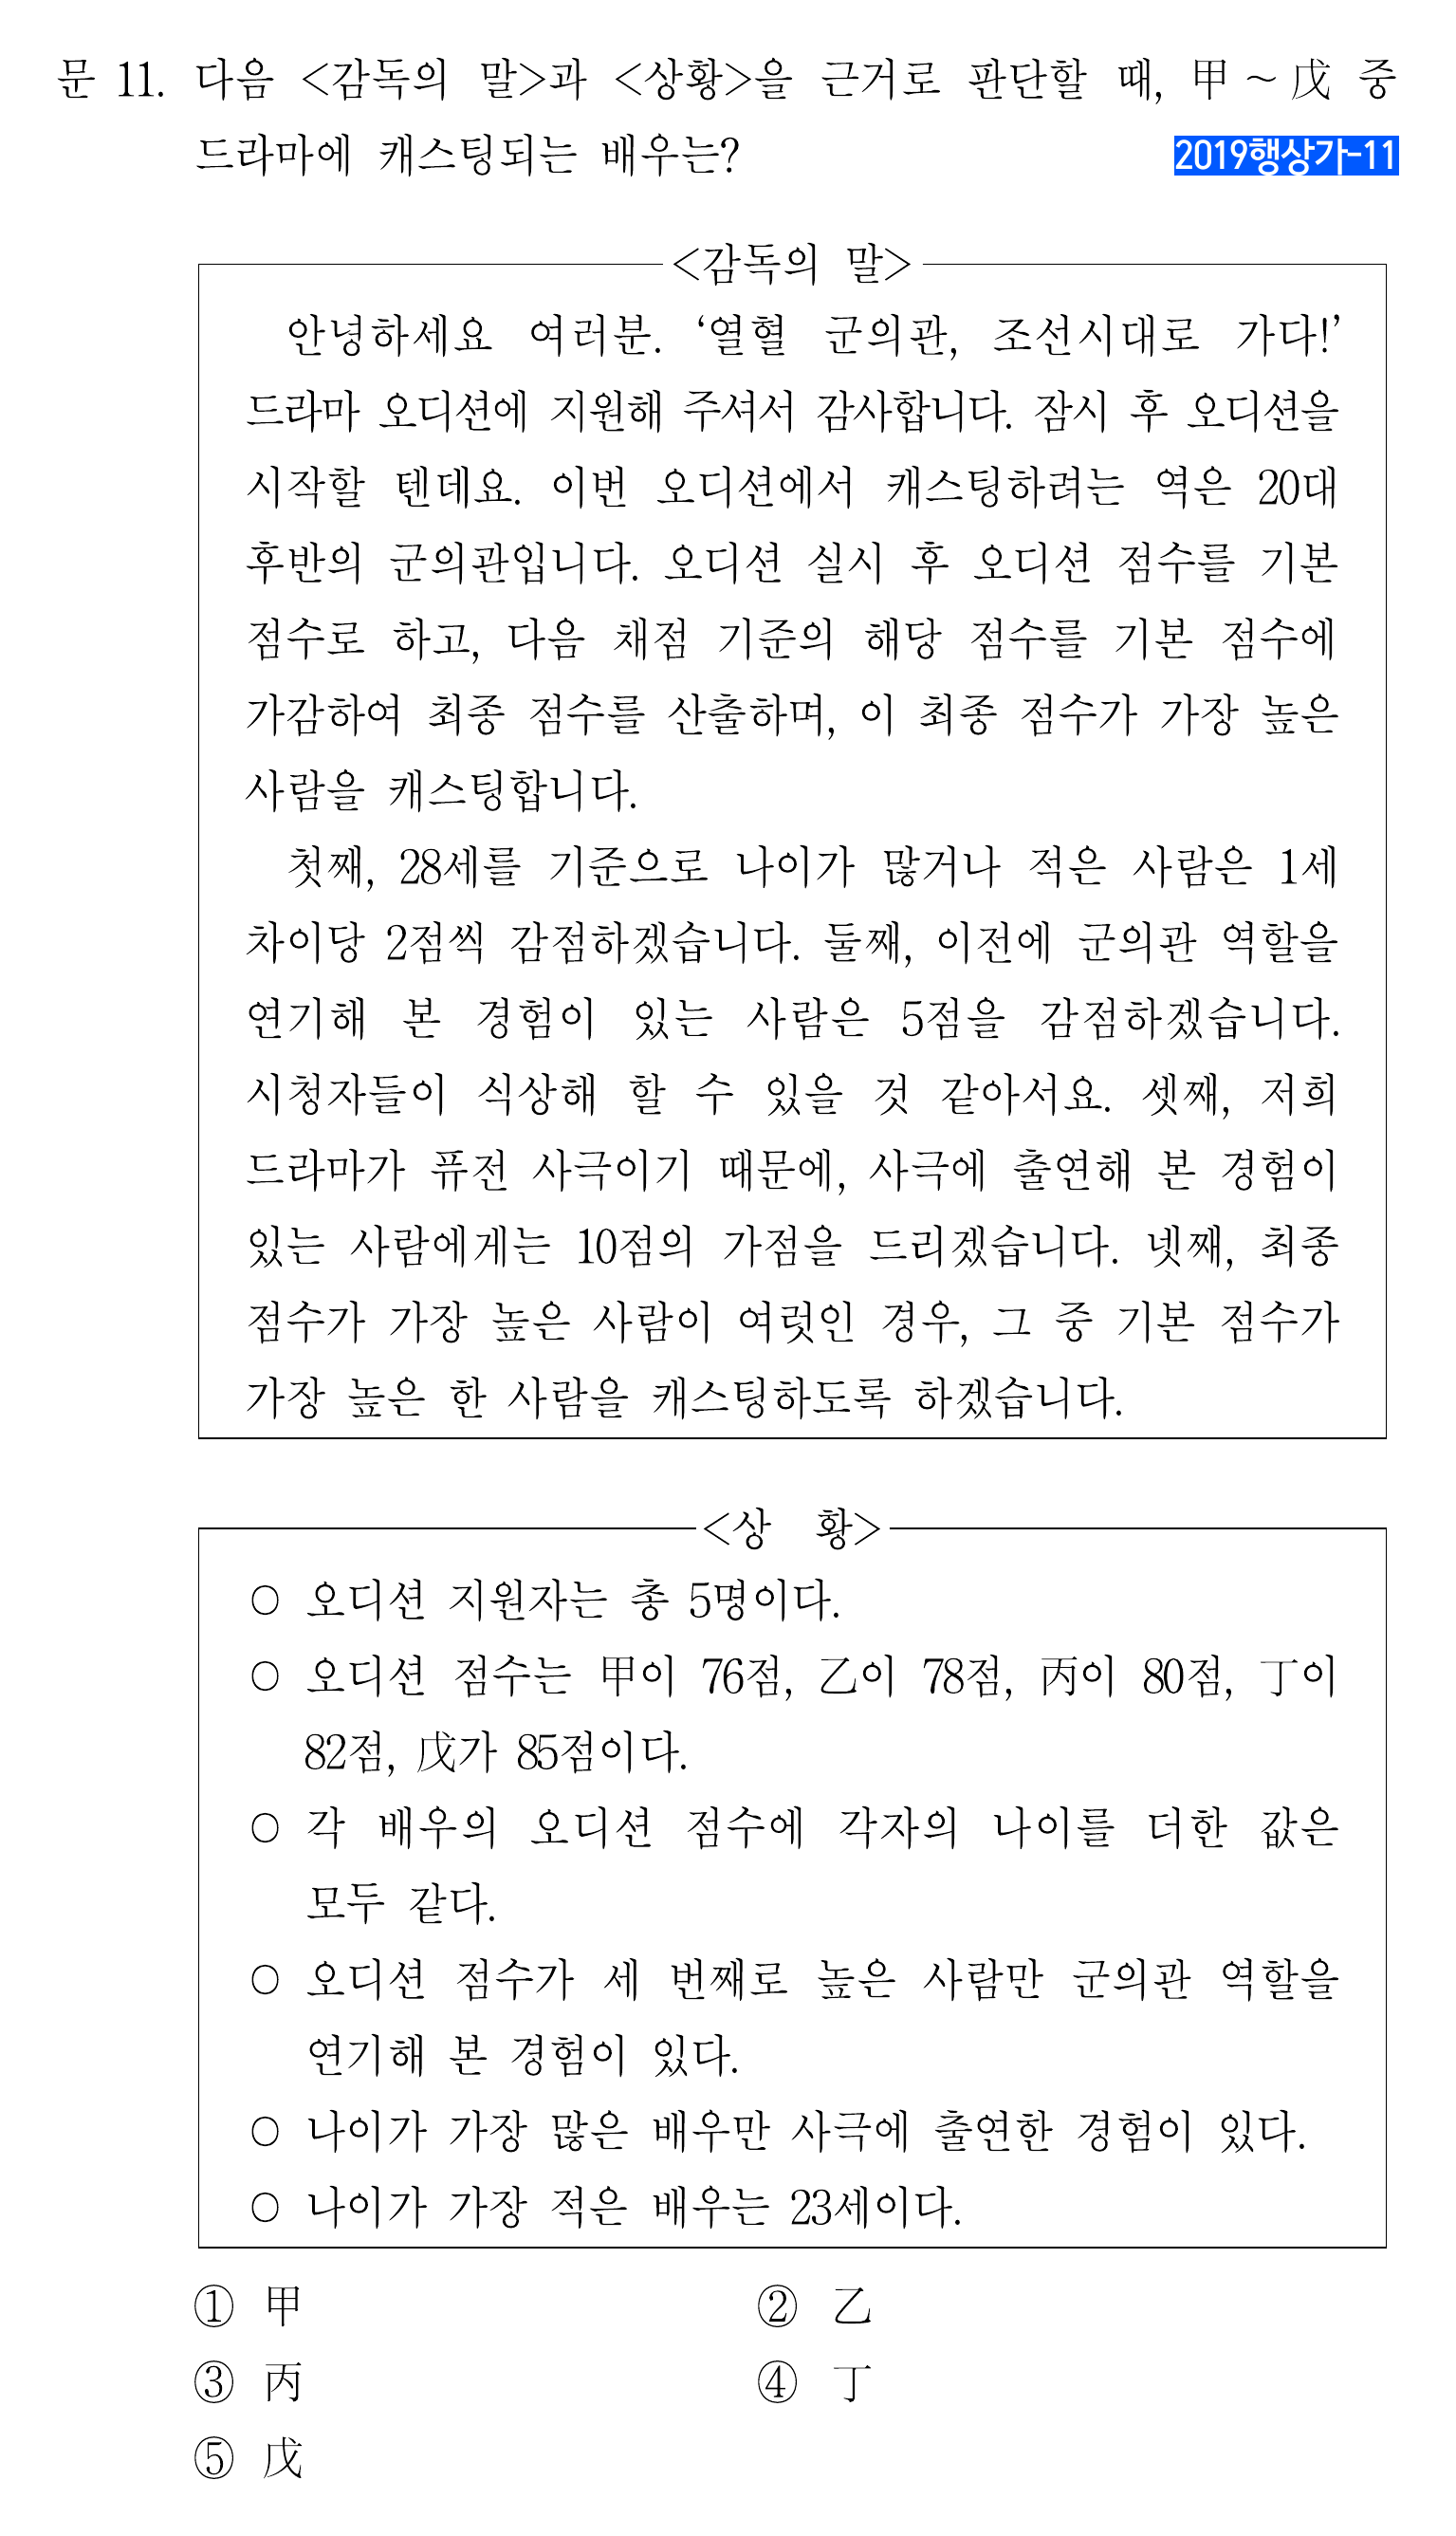 문 11. 다음 <감독의 말>과 <상황>을 근거로 판단할 때, 甲~戊 중
드라마에 캐스팅되는 배우는?
2019행상가-11
<감독의 말>
안녕하세요 여러분. ‘열혈 군의관, 조선시대로 가다!’
드라마 오디션에 지원해 주셔서 감사합니다. 잠시 후 오디션을
시작할 텐데요. 이번 오디션에서 캐스팅하려는 역은 20대
후반의 군의관입니다. 오디션 실시 후 오디션 점수를 기본
점수로 하고, 다음 채점 기준의 해당 점수를 기본 점수에
가감하여 최종 점수를 산출하며, 이 최종 점수가 가장 높은
사람을 캐스팅합니다.
첫째, 28세를 기준으로 나이가 많거나 적은 사람은 1세
차이당 2점씩 감점하겠습니다. 둘째, 이전에 군의관 역할을
연기해 본 경험이 있는 사람은 5점을 감점하겠습니다.
시청자들이 식상해 할 수 있을 것 같아서요. 셋째, 저희
드라마가 퓨전 사극이기 때문에, 사극에 출연해 본 경험이
있는 사람에게는 10점의 가점을 드리겠습니다. 넷째, 최종
점수가 가장 높은 사람이 여럿인 경우, 그 중 기본 점수가
가장 높은 한 사람을 캐스팅하도록 하겠습니다.
<상 황>
○ 오디션 지원자는 총 5명이다.
○ 오디션 점수는 甲이 76점, 乙이 78점, 丙이 80점, 丁이
82점, 戊가 85점이다.
○ 각 배우의 오디션 점수에 각자의 나이를 더한 값은
모두 같다.
○ 오디션 점수가 세 번째로 높은 사람만 군의관 역할을
연기해 본 경험이 있다.
○ 나이가 가장 많은 배우만 사극에 출연한 경험이 있다.
○ 나이가 가장 적은 배우는 23세이다.
① 甲 ② 乙
③ 丙 ④ 丁
⑤ 戊